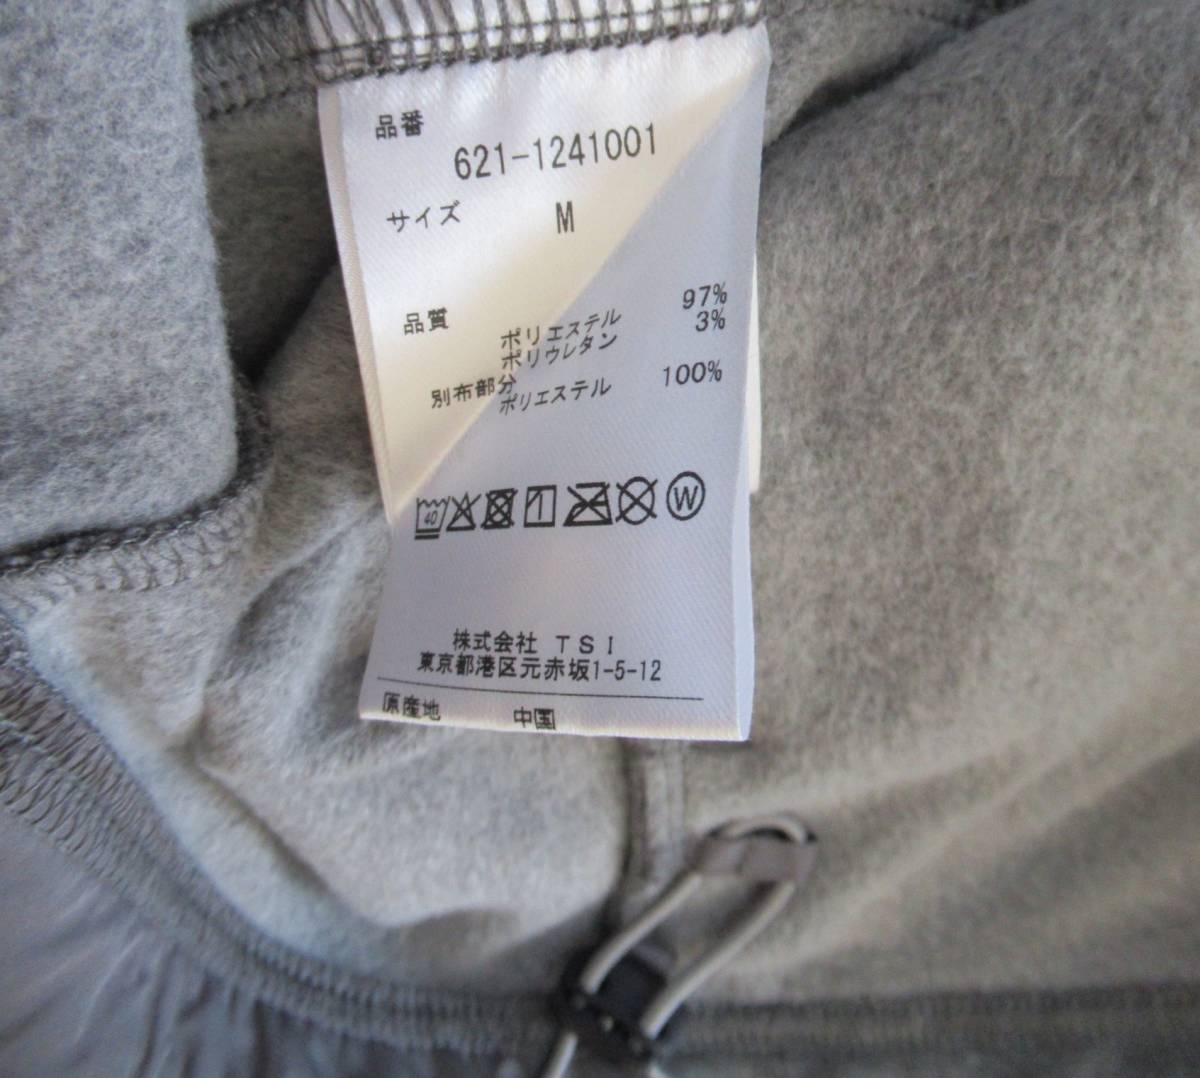 品番
621-1241001
サイズ M
品質 ポリエステル 97%
ポリウレタン 3%
別布部分
ポリエステル 100%
40 W
株式会社 TSI
東京都港区元赤坂1-5-12
原産地 中国